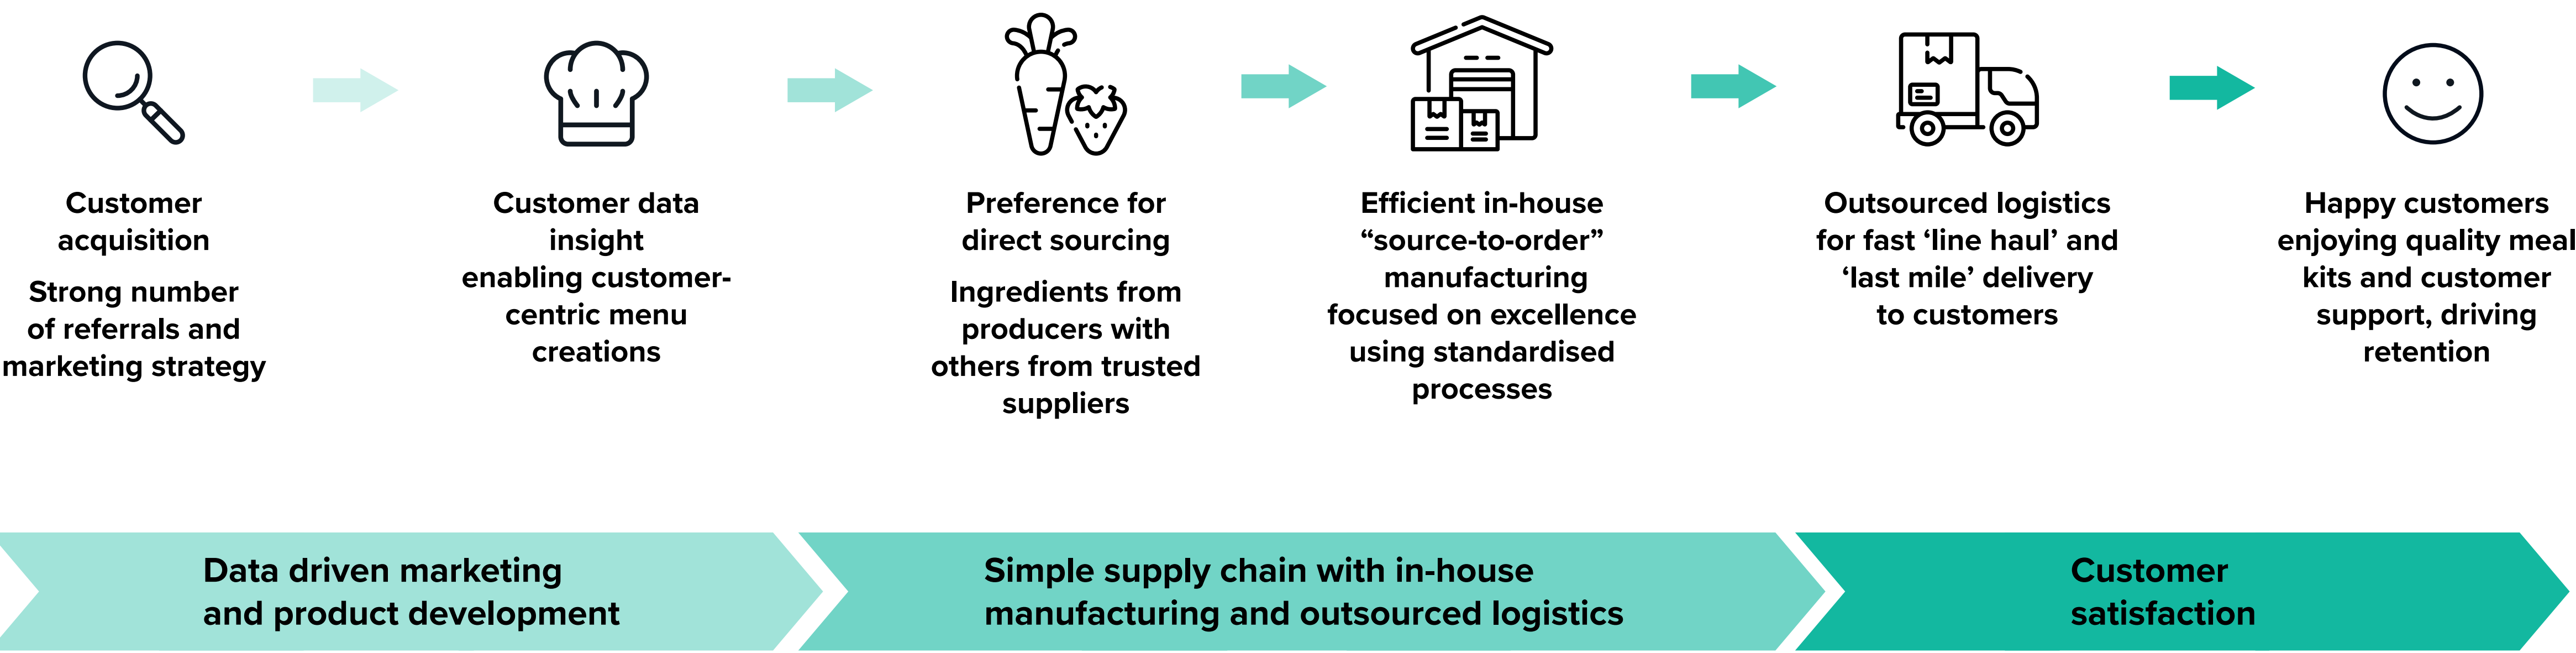 Customer
acquisition
Strong number
of referrals and
marketing strategy
Customer data
insight
enabling customer-
centric menu
creations
Preference for
direct sourcing
Ingredients from
producers with
others from trusted
suppliers
Efficient in-house
“source-to-order”
manufacturing
focused on excellence
using standardised
processes
Outsourced logistics
for fast ‘line haul’ and
‘last mile’ delivery
to customers
Happy customers
enjoying quality meal
kits and customer
support, driving
retention
Data driven marketing
and product development
Simple supply chain with in-house
manufacturing and outsourced logistics
Customer
satisfaction